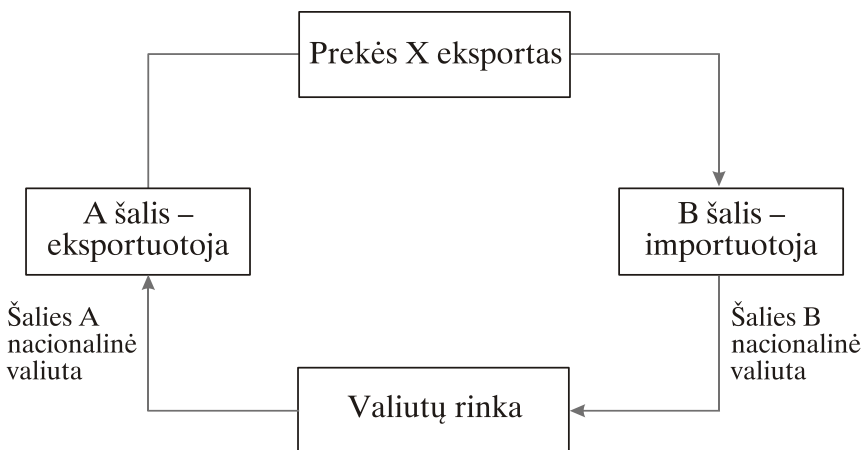 Prekės X eksportas
A šalis –
eksportuotoja
B šalis –
importuotoja
Šalies A
nacionalinė
valiuta
Šalies B
nacionalinė
valiuta
Valiutų rinka